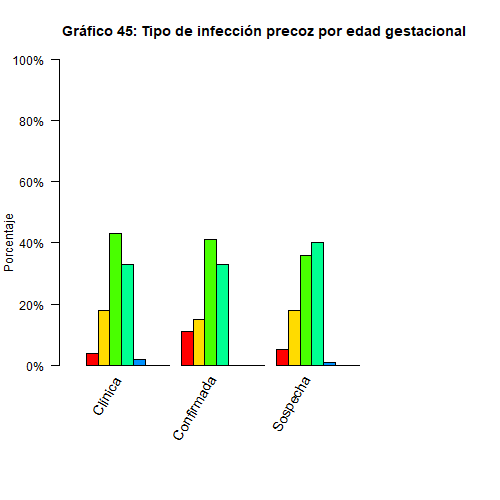 Gráfico 45: Tipo de infección precoz por edad gestacional
100%
80%
60%
40%
20%
0%
Porcentaje
Clínica
Confirmada
Sospecha